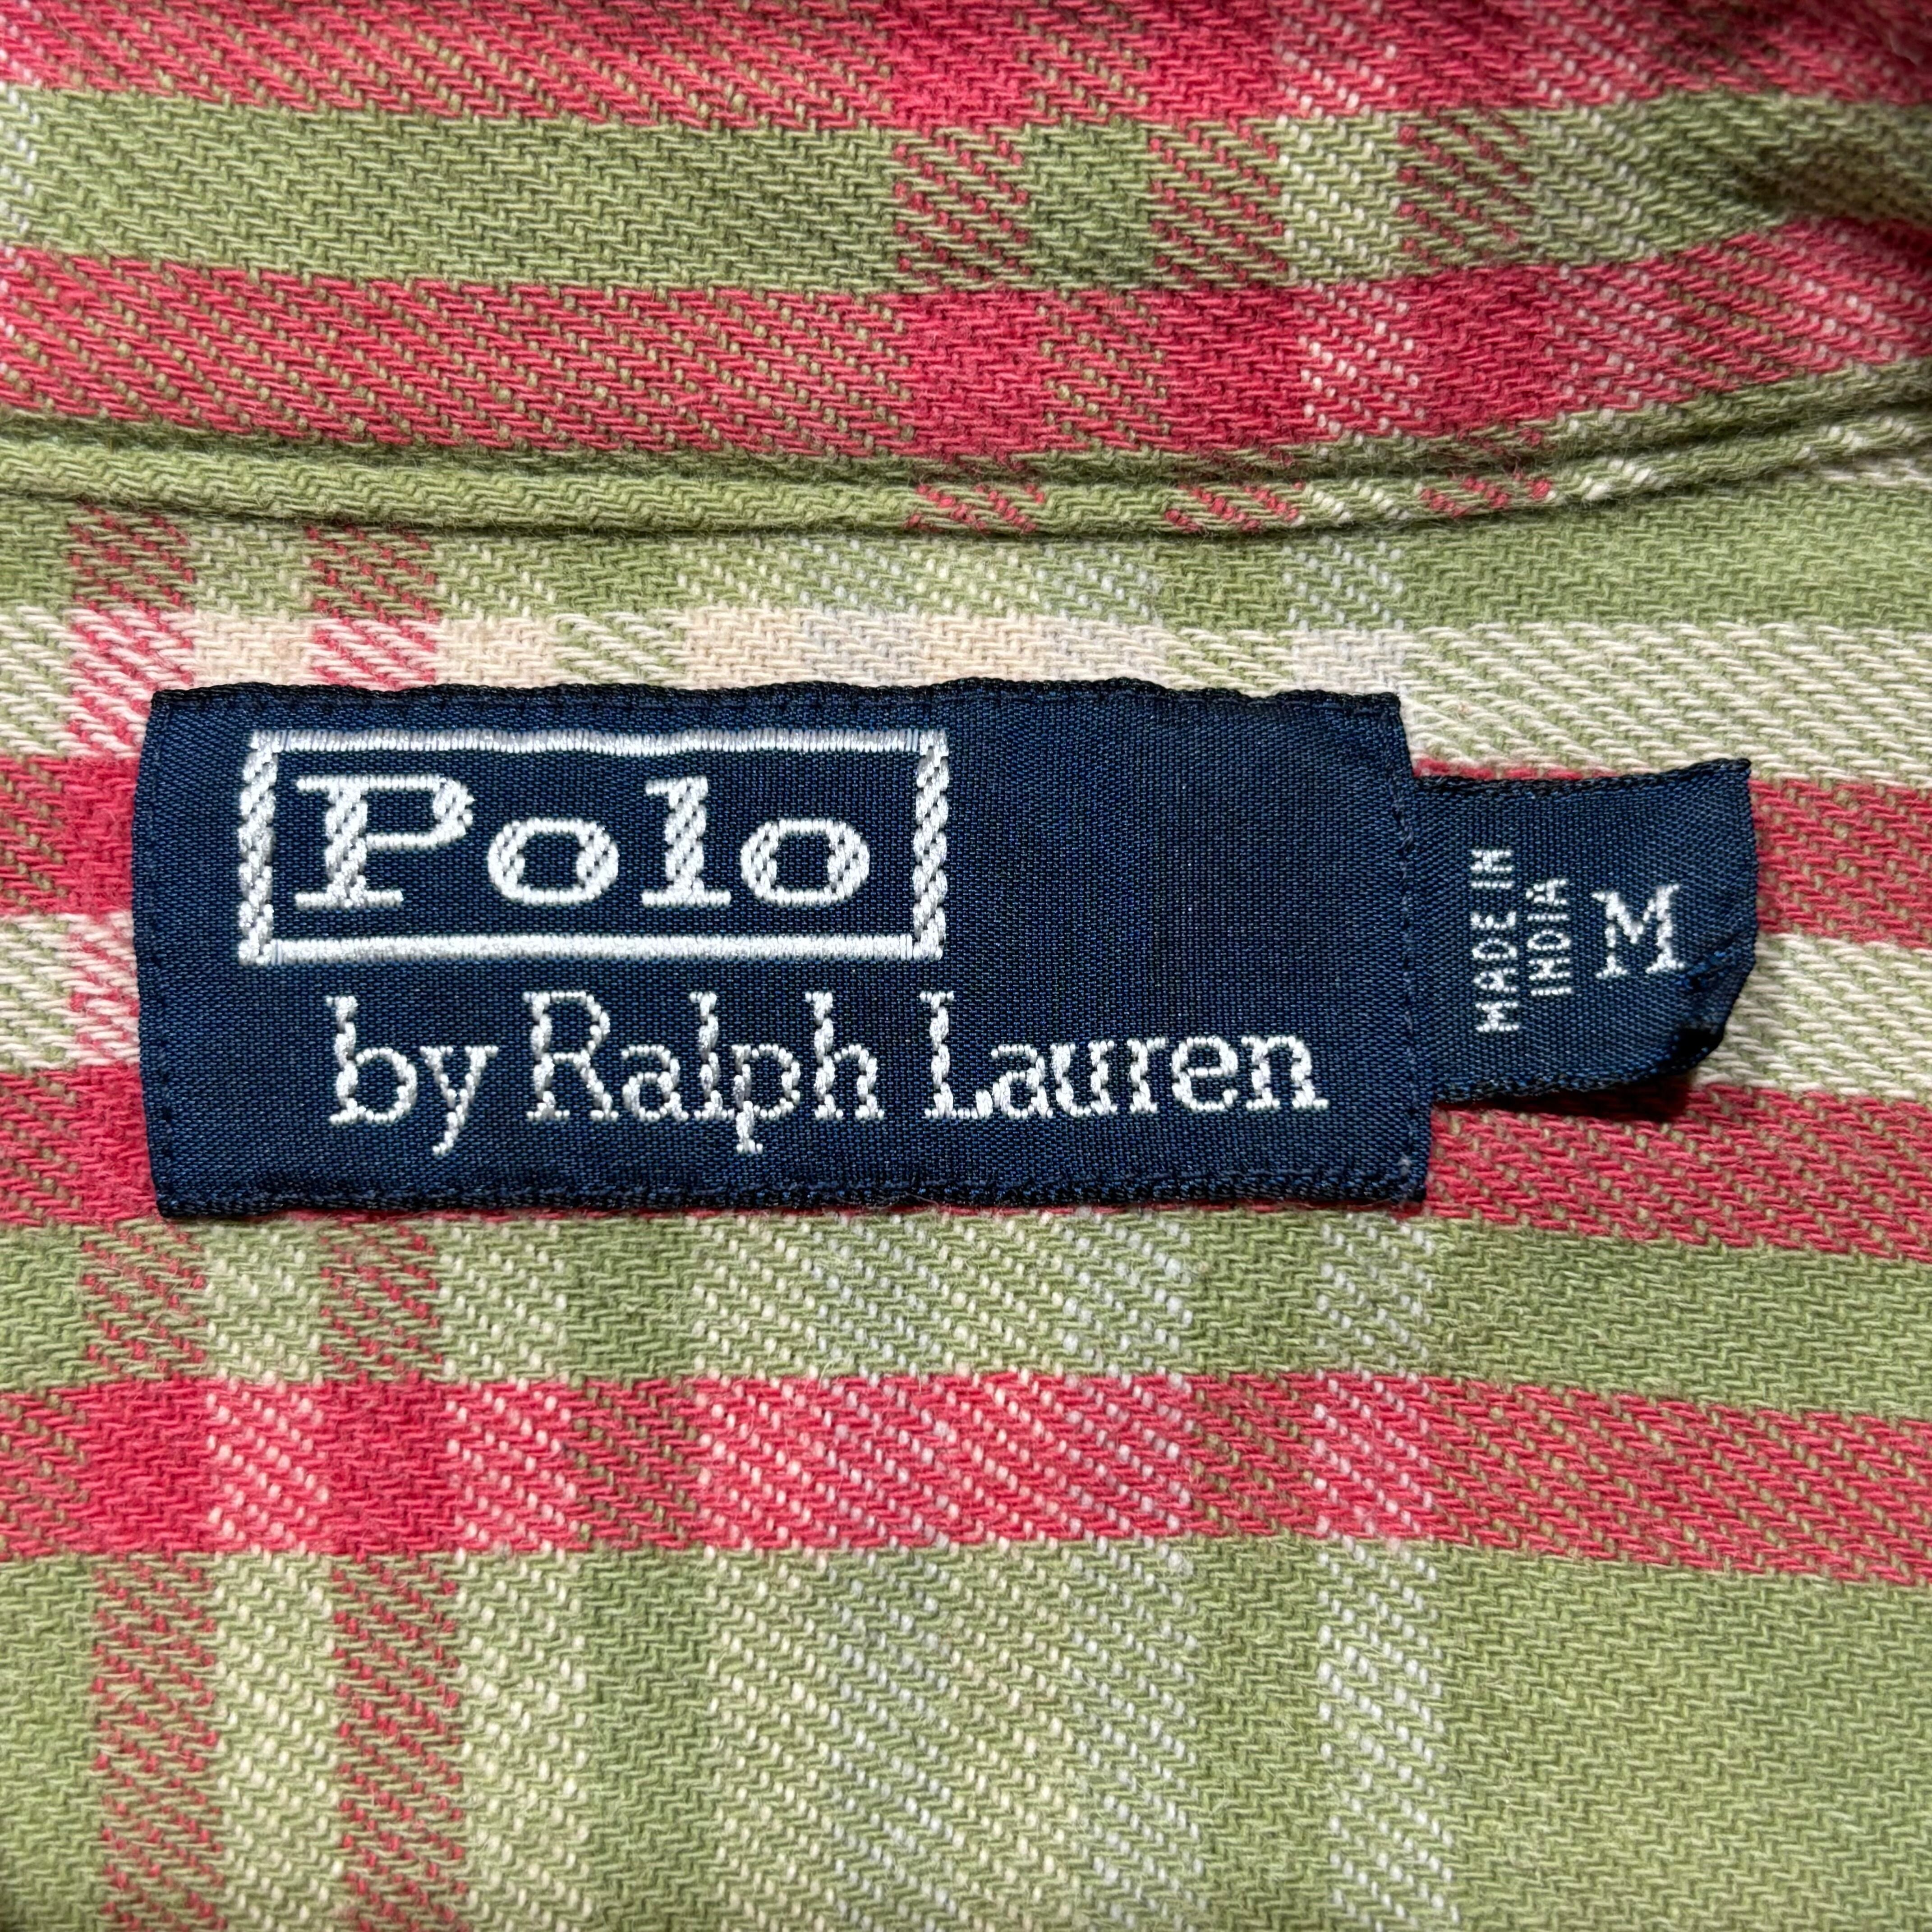 Polo
by Ralph Lauren
MADE IN
INDIA
M